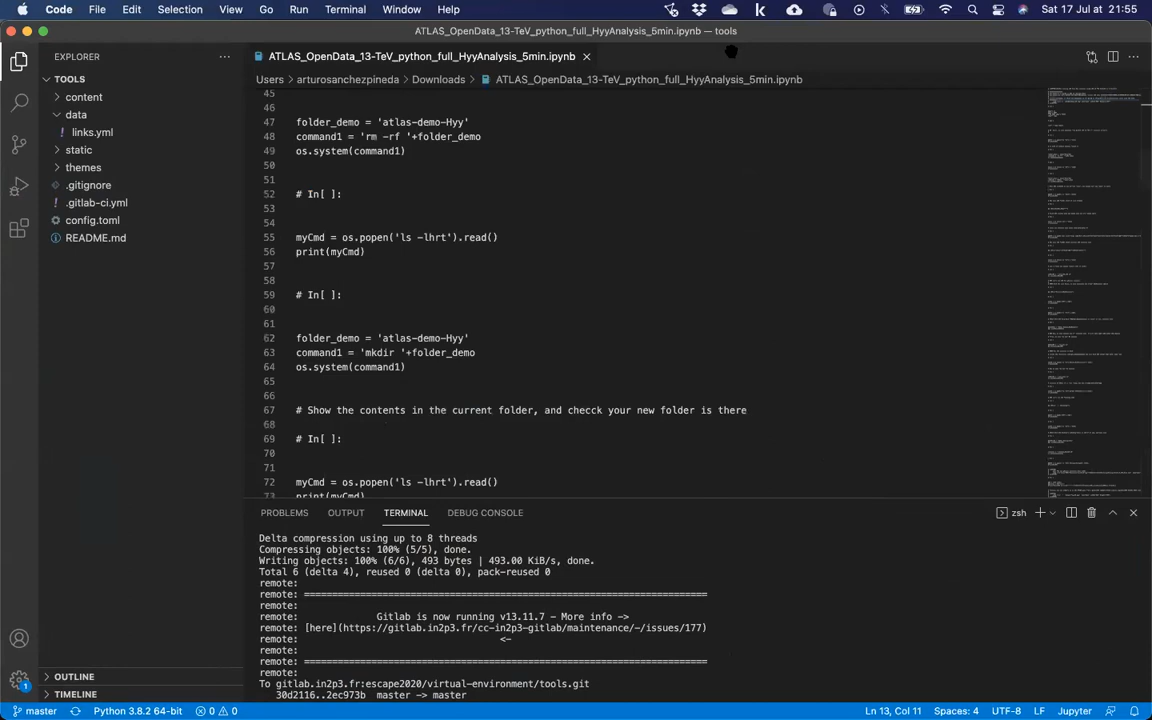 Code File Edit Selection View Go Run Terminal Window Help Sat 17 Jul at 21:55
ATLAS_OpenData_13-TeV_python_full_HyyAnalysis_5min.ipynb — tools
EXPLORER
ATLAS_OpenData_13-TeV_python_full_HyyAnalysis_5min.ipynb
Users > arturosanchezpineda > Downloads > ATLAS_OpenData_13-TeV_python_full_HyyAnalysis_5min.ipynb
TOOLS
content
data
links.yml
static
themes
.gitignore
.gitlab-ci.yml
config.toml
README.md
OUTLINE
TIMELINE
45
46
47 folder_demo = 'atlas-demo-Hyy'
48 command1 = 'rm -rf '+folder_demo
49 os.system(command1)
50
51
52 # In[ ]:
53
54
55 myCmd = os.popen('ls -lhrt').read()
56 print(myCmd)
57
58
59 # In[ ]:
60
61
62 folder_demo = 'atlas-demo-Hyy'
63 command1 = 'mkdir '+folder_demo
64 os.system(command1)
65
66
67 # Show the contents in the current folder, and checck your new folder is there
68
69 # In[ ]:
70
71
72 myCmd = os.popen('ls -lhrt').read()
73 print(myCmd)
PROBLEMS OUTPUT TERMINAL DEBUG CONSOLE zsh
Delta compression using up to 8 threads
Compressing objects: 100% (5/5), done.
Writing objects: 100% (6/6), 493 bytes | 493.00 KiB/s, done.
Total 6 (delta 4), reused 0 (delta 0), pack-reused 0
remote:
remote: ========================================================================
remote:
remote: Gitlab is now running v13.11.7 - More info ->
remote: [here](https://gitlab.in2p3.fr/cc-in2p3-gitlab/maintenance/-/issues/177)
remote: <-
remote:
remote: ========================================================================
remote:
To gitlab.in2p3.fr:escape2020/virtual-environment/tools.git
30d2116..2ec973b master -> master
master Python 3.8.2 64-bit 0 0 Ln 13, Col 11 Spaces: 4 UTF-8 LF Jupyter